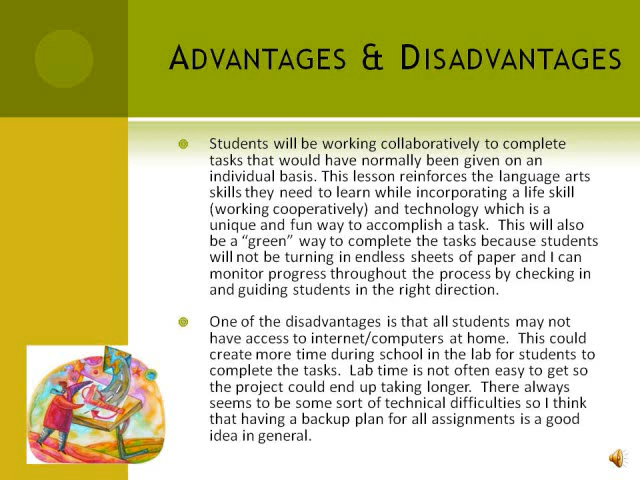 ADVANTAGES & DISADVANTAGES
Students will be working collaboratively to complete
tasks that would have normally been given on an
individual basis. This lesson reinforces the language arts
skills they need to learn while incorporating a life skill
(working cooperatively) and technology which is a
unique and fun way to accomplish a task.  This will also
be a “green” way to complete the tasks because students
will not be turning in endless sheets of paper and I can
monitor progress throughout the process by checking in
and guiding students in the right direction.
One of the disadvantages is that all students may not
have access to internet/computers at home.  This could
create more time during school in the lab for students to
complete the tasks.  Lab time is not often easy to get so
the project could end up taking longer.  There always
seems to be some sort of technical difficulties so I think
that having a backup plan for all assignments is a good
idea in general.